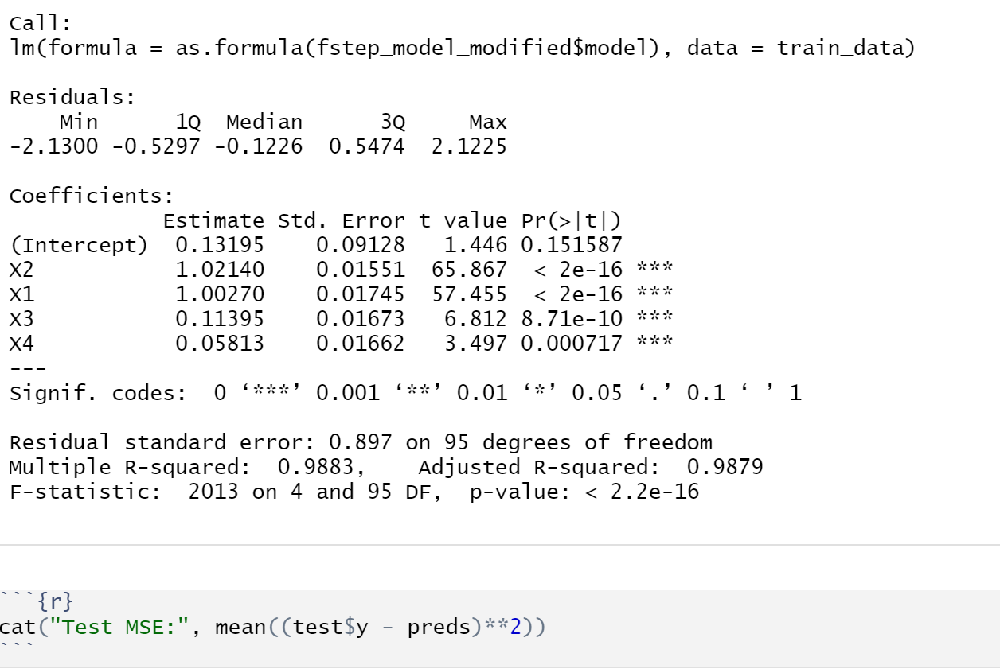 Call:
lm(formula = as.formula(fstep_model_modified$model), data = train_data)
Residuals:
    Min      1Q  Median      3Q     Max
-2.1300 -0.5297 -0.1226  0.5474  2.1225
Coefficients:
            Estimate Std. Error t value Pr(>|t|)
(Intercept)  0.13195    0.09128   1.446 0.151587
X2           1.02140    0.01551  65.867  < 2e-16 ***
X1           1.00270    0.01745  57.455  < 2e-16 ***
X3           0.11395    0.01673   6.812 8.71e-10 ***
X4           0.05813    0.01662   3.497 0.000717 ***
---
Signif. codes:  0 ‘***’ 0.001 ‘**’ 0.01 ‘*’ 0.05 ‘.’ 0.1 ‘ ’ 1
Residual standard error: 0.897 on 95 degrees of freedom
Multiple R-squared:  0.9883,    Adjusted R-squared:  0.9879
F-statistic:  2013 on 4 and 95 DF,  p-value: < 2.2e-16
```{r}
cat("Test MSE:", mean((test$y - preds)**2))
```